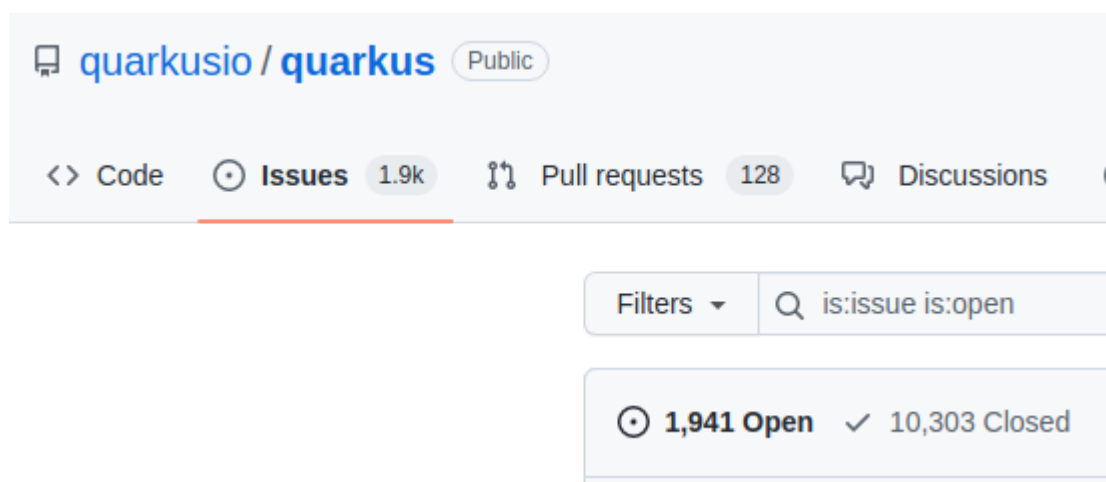 quarkusio / quarkus Public
Code Issues 1.9k Pull requests 128 Discussions
Filters is:issue is:open
1,941 Open 10,303 Closed